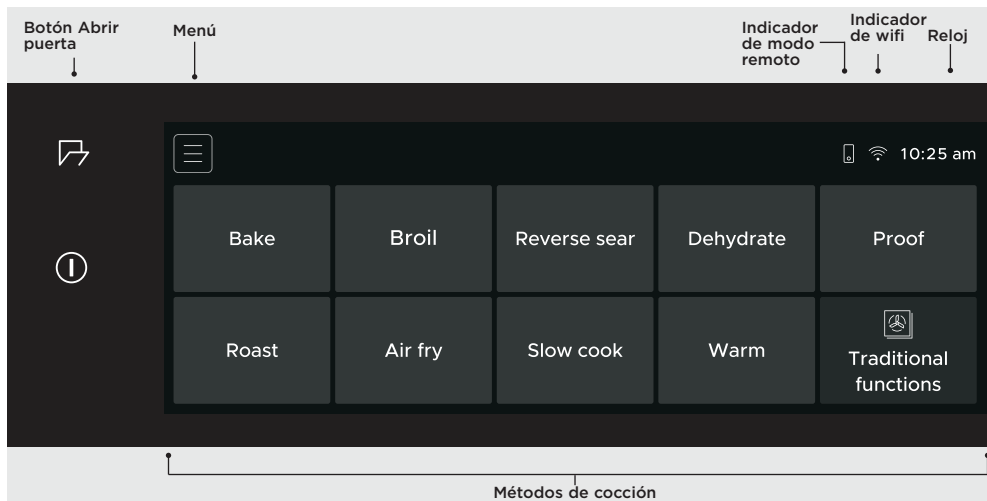 Botón Abrir
puerta
Menú
Indicador
de modo
remoto
Indicador
de wifi
Reloj
10:25 am
Bake
Broil
Reverse sear
Dehydrate
Proof
Roast
Air fry
Slow cook
Warm
Traditional
functions
Métodos de cocción